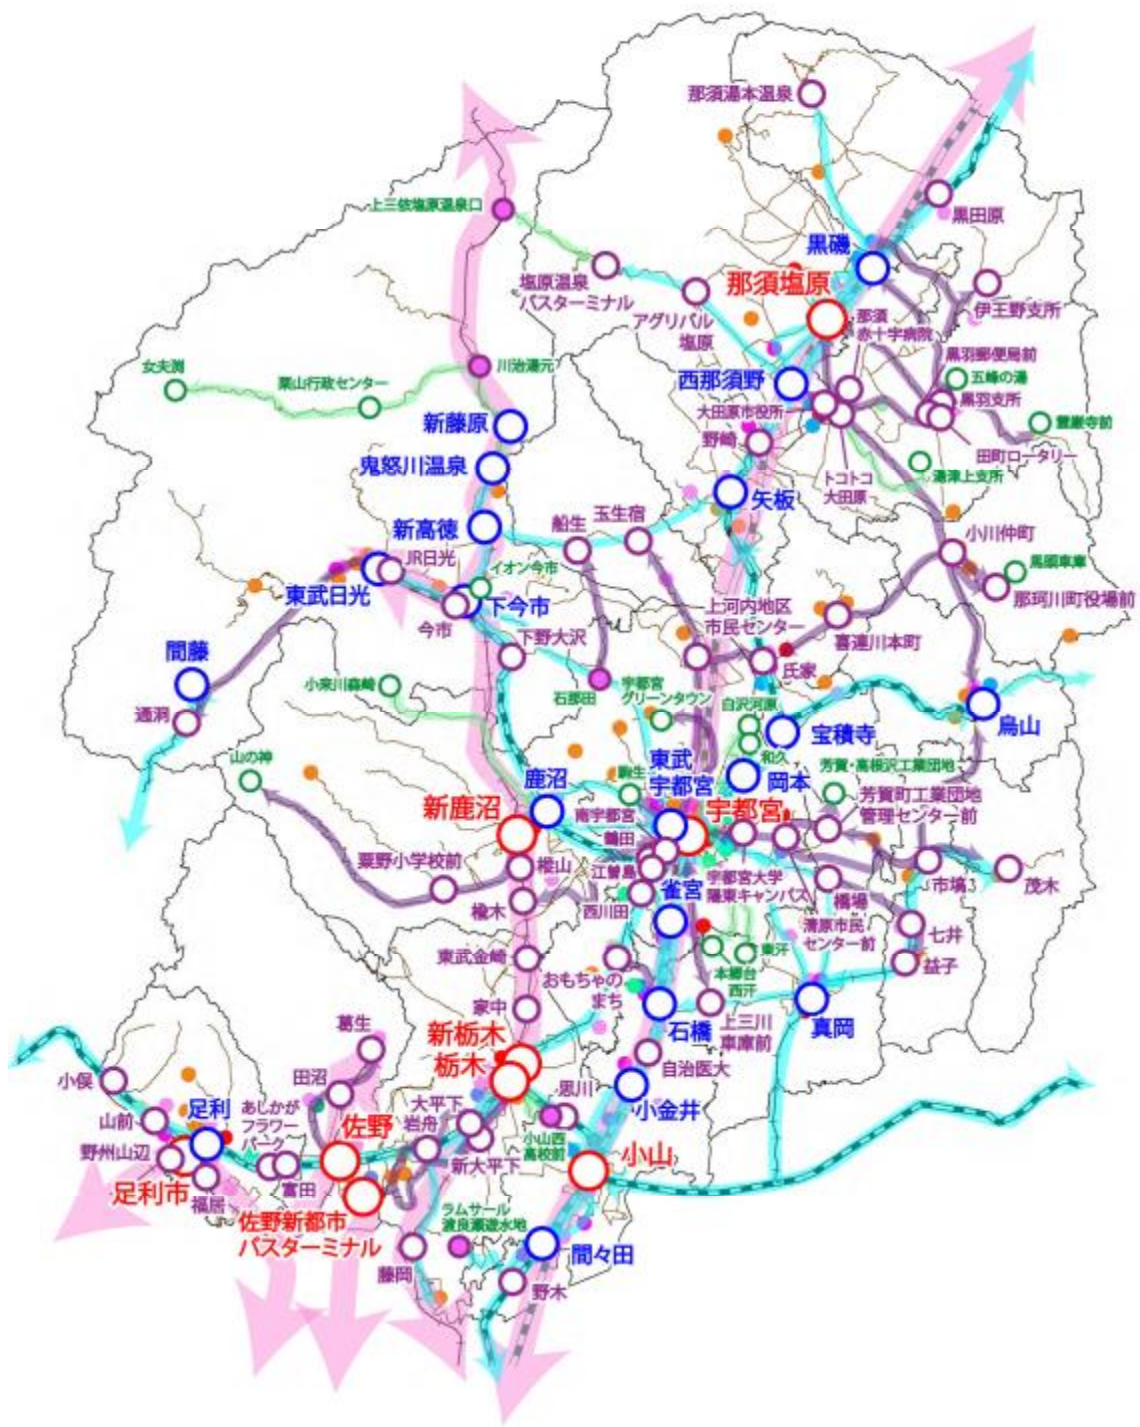 那須湯本温泉
上三依塩原温泉口
黒田原
黒磯
塩原温泉
バスターミナル
那須塩原
アグリパル
塩原
那須
赤十字病院
伊王野支所
女夫渕
栗山行政センター
川治湯元
西那須野
黒羽郵便局前
五峰の湯
黒羽支所
大田原市役所
新藤原
野崎
雲巌寺前
田町ロータリー
鬼怒川温泉
トコトコ
大田原
湯津上支所
矢板
新高徳
船生
玉生宿
小川仲町
JR日光
イオン今市
馬頭車庫
東武日光
下今市
今市
上河内地区
市民センター
那珂川町役場前
喜連川本町
下野大沢
間藤
氏家
小来川森崎
石那田
宇都宮
グリーンタウン
白沢河原
通洞
宝積寺
烏山
和久
山の神
鹿沼
東武
宇都宮
岡本
芳賀・高根沢工業団地
駒生
新鹿沼
南宇都宮
宇都宮
芳賀町工業団地
管理センター前
鶴田
粟野小学校前
樅山
江曽島
宇都宮大学
陽東キャンパス
市塙
茂木
楡木
西川田
雀宮
橋場
清原市民
センター前
七井
東武金崎
東汗
本郷台
西汗
益子
おもちゃの
まち
家中
石橋
上三川
車庫前
真岡
新栃木
栃木
葛生
自治医大
小俣
田沼
小金井
山前
足利
あしかが
フラワー
パーク
大平下
思川
岩舟
佐野
小山西
高校前
小山
野州山辺
新大平下
足利市
福居
富田
佐野新都市
バスターミナル
ラムサール
渡良瀬遊水地
間々田
藤岡
野木